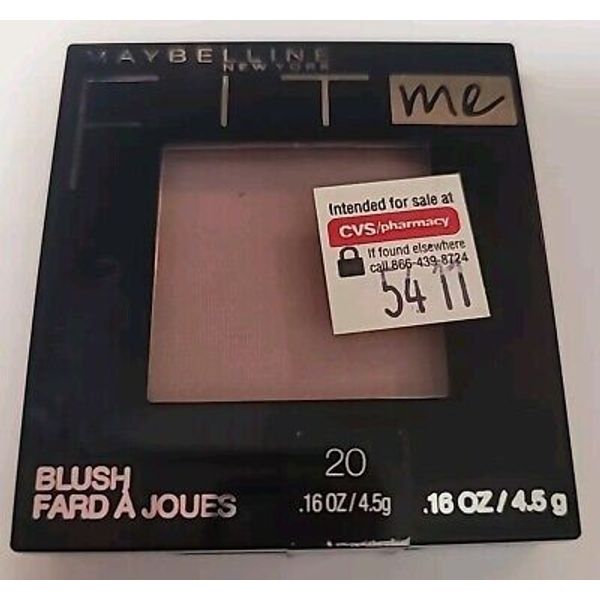 MAYBELLINE
NEW YORK
FIT me
Intended for sale at
CVS/pharmacy
If found elsewhere
call 866-439-8724
5411
BLUSH
FARD À JOUES
20
.16 OZ/4.5g
.16 OZ/4.5 g